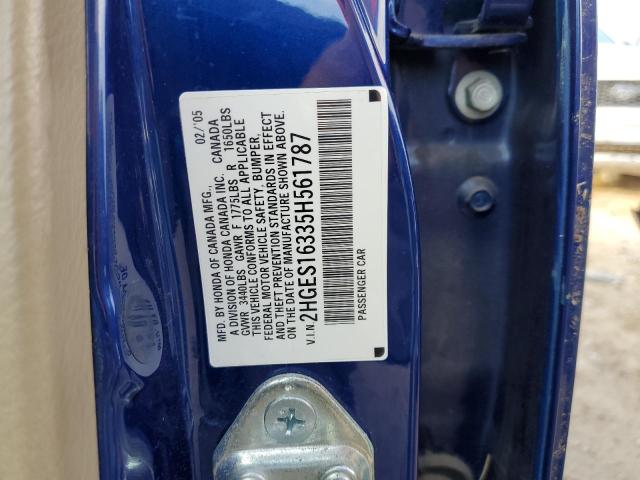 MFD. BY HONDA OF CANADA MFG., 02/'05
A DIVISION OF HONDA CANADA INC. CANADA
GVWR 3440LBS GAWR F 1775LBS R 1650LBS
THIS VEHICLE CONFORMS TO ALL APPLICABLE
FEDERAL MOTOR VEHICLE SAFETY, BUMPER,
AND THEFT PREVENTION STANDARDS IN EFFECT
ON THE DATE OF MANUFACTURE SHOWN ABOVE.
V.I.N. 2HGES16335H561787
PASSENGER CAR